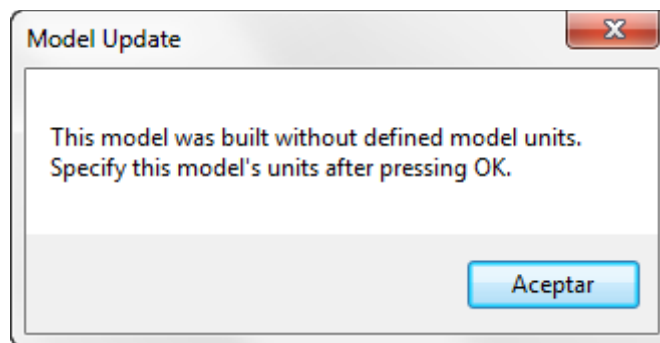 Model Update
This model was built without defined model units.
Specify this model's units after pressing OK.
Aceptar